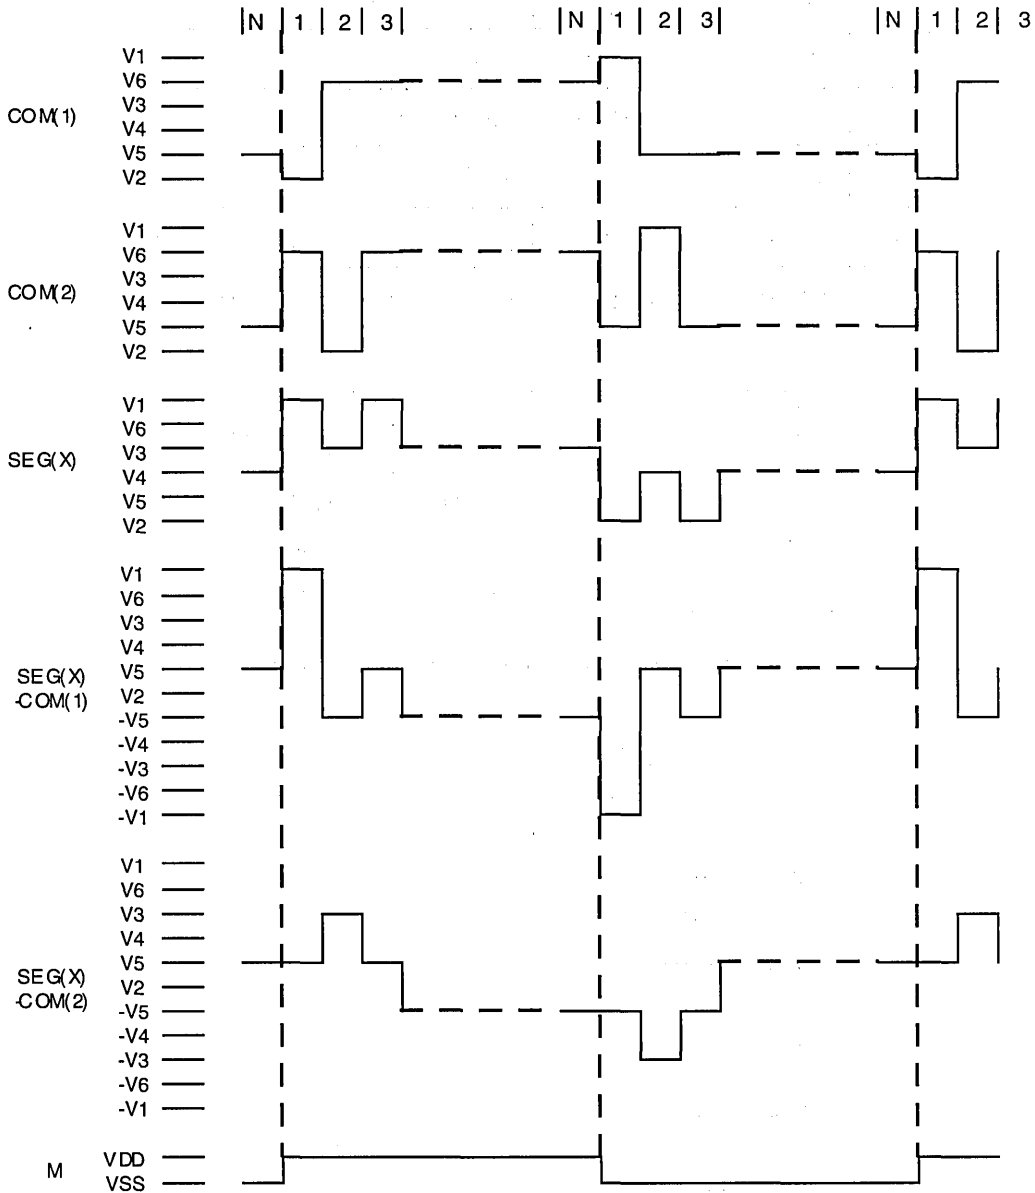 N 1 2 3 N 1 2 3 N 1 2 3
COM(1)
V1
V6
V3
V4
V5
V2
COM(2)
V1
V6
V3
V4
V5
V2
SEG(X)
V1
V6
V3
V4
V5
V2
SEG(X)
-COM(1)
V1
V6
V3
V4
V5
V2
-V5
-V4
-V3
-V6
-V1
SEG(X)
-COM(2)
V1
V6
V3
V4
V5
V2
-V5
-V4
-V3
-V6
-V1
M
VDD
VSS